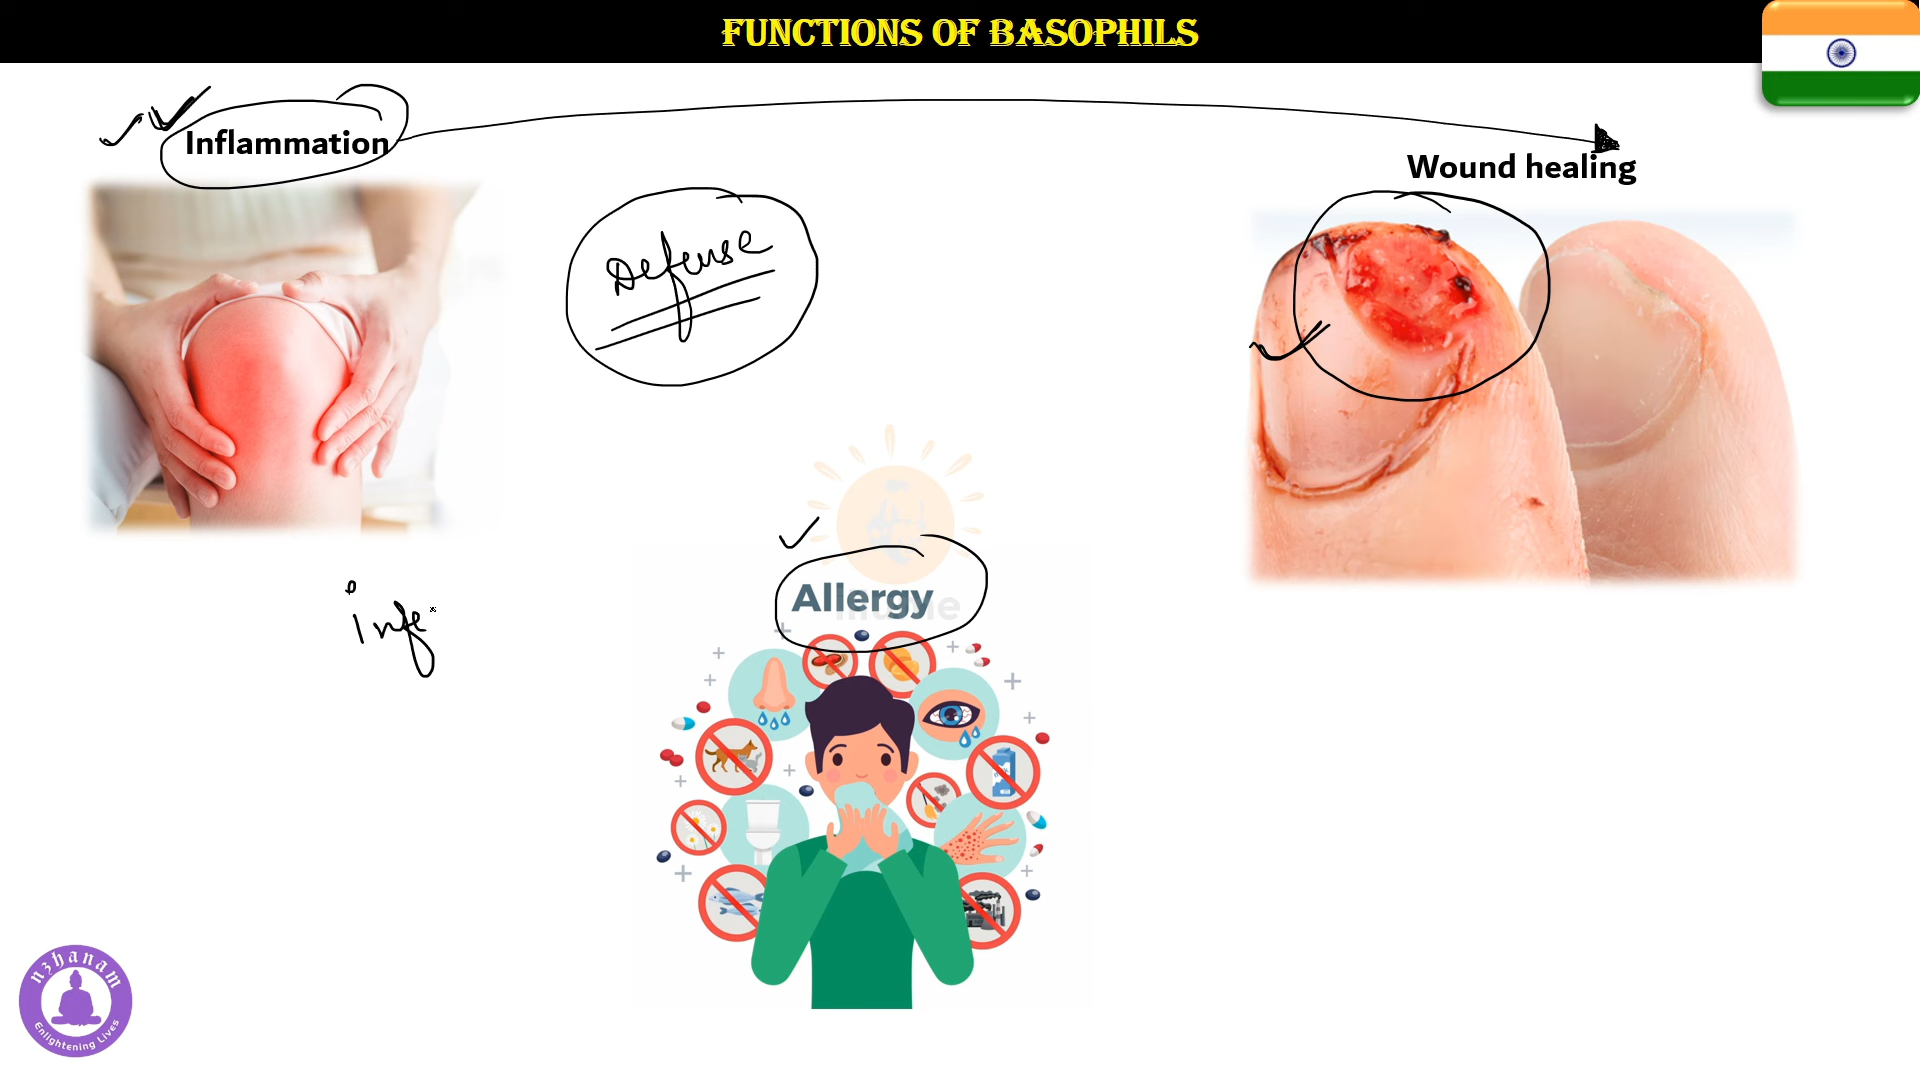 FUNCTIONS OF BASOPHILS
Inflammation
Wound healing
Defense
Allergy
infe
nzhanam
Enlightening Lives